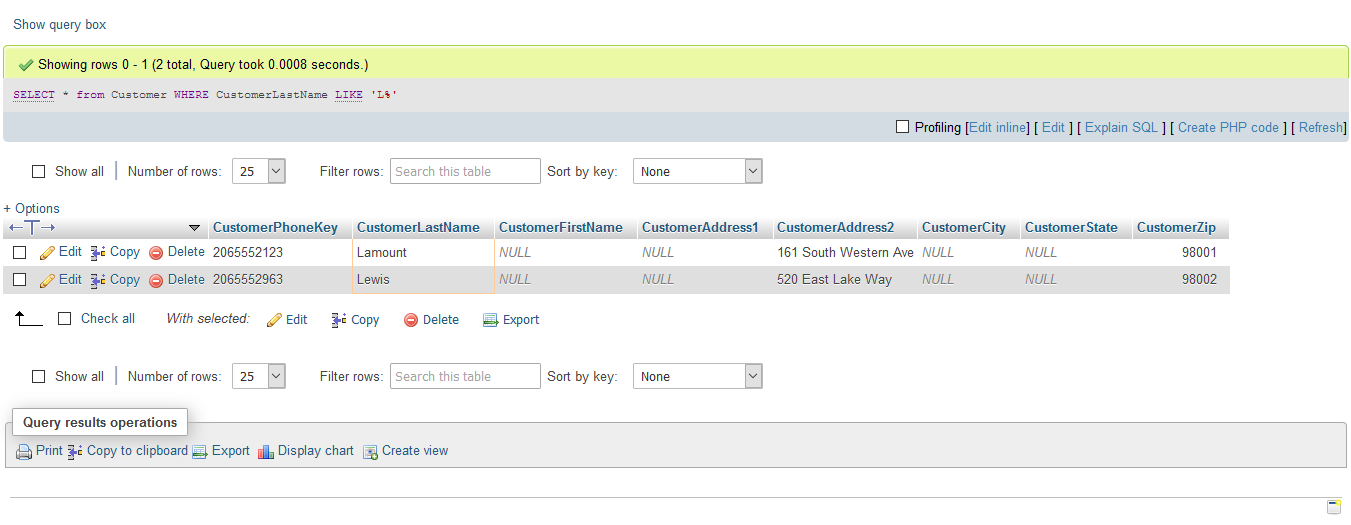 Show query box
Showing rows 0 - 1 (2 total, Query took 0.0008 seconds.)
SELECT * from Customer WHERE CustomerLastName LIKE 'L%'
Profiling [Edit inline] [ Edit ] [ Explain SQL ] [ Create PHP code ] [ Refresh]
Show all Number of rows: 25 Filter rows: Search this table Sort by key: None
+ Options
CustomerPhoneKey CustomerLastName CustomerFirstName CustomerAddress1 CustomerAddress2 CustomerCity CustomerState CustomerZip
Edit Copy Delete 2065552123 Lamount NULL NULL 161 South Western Ave NULL NULL 98001
Edit Copy Delete 2065552963 Lewis NULL NULL 520 East Lake Way NULL NULL 98002
Check all With selected: Edit Copy Delete Export
Show all Number of rows: 25 Filter rows: Search this table Sort by key: None
Query results operations
Print Copy to clipboard Export Display chart Create view